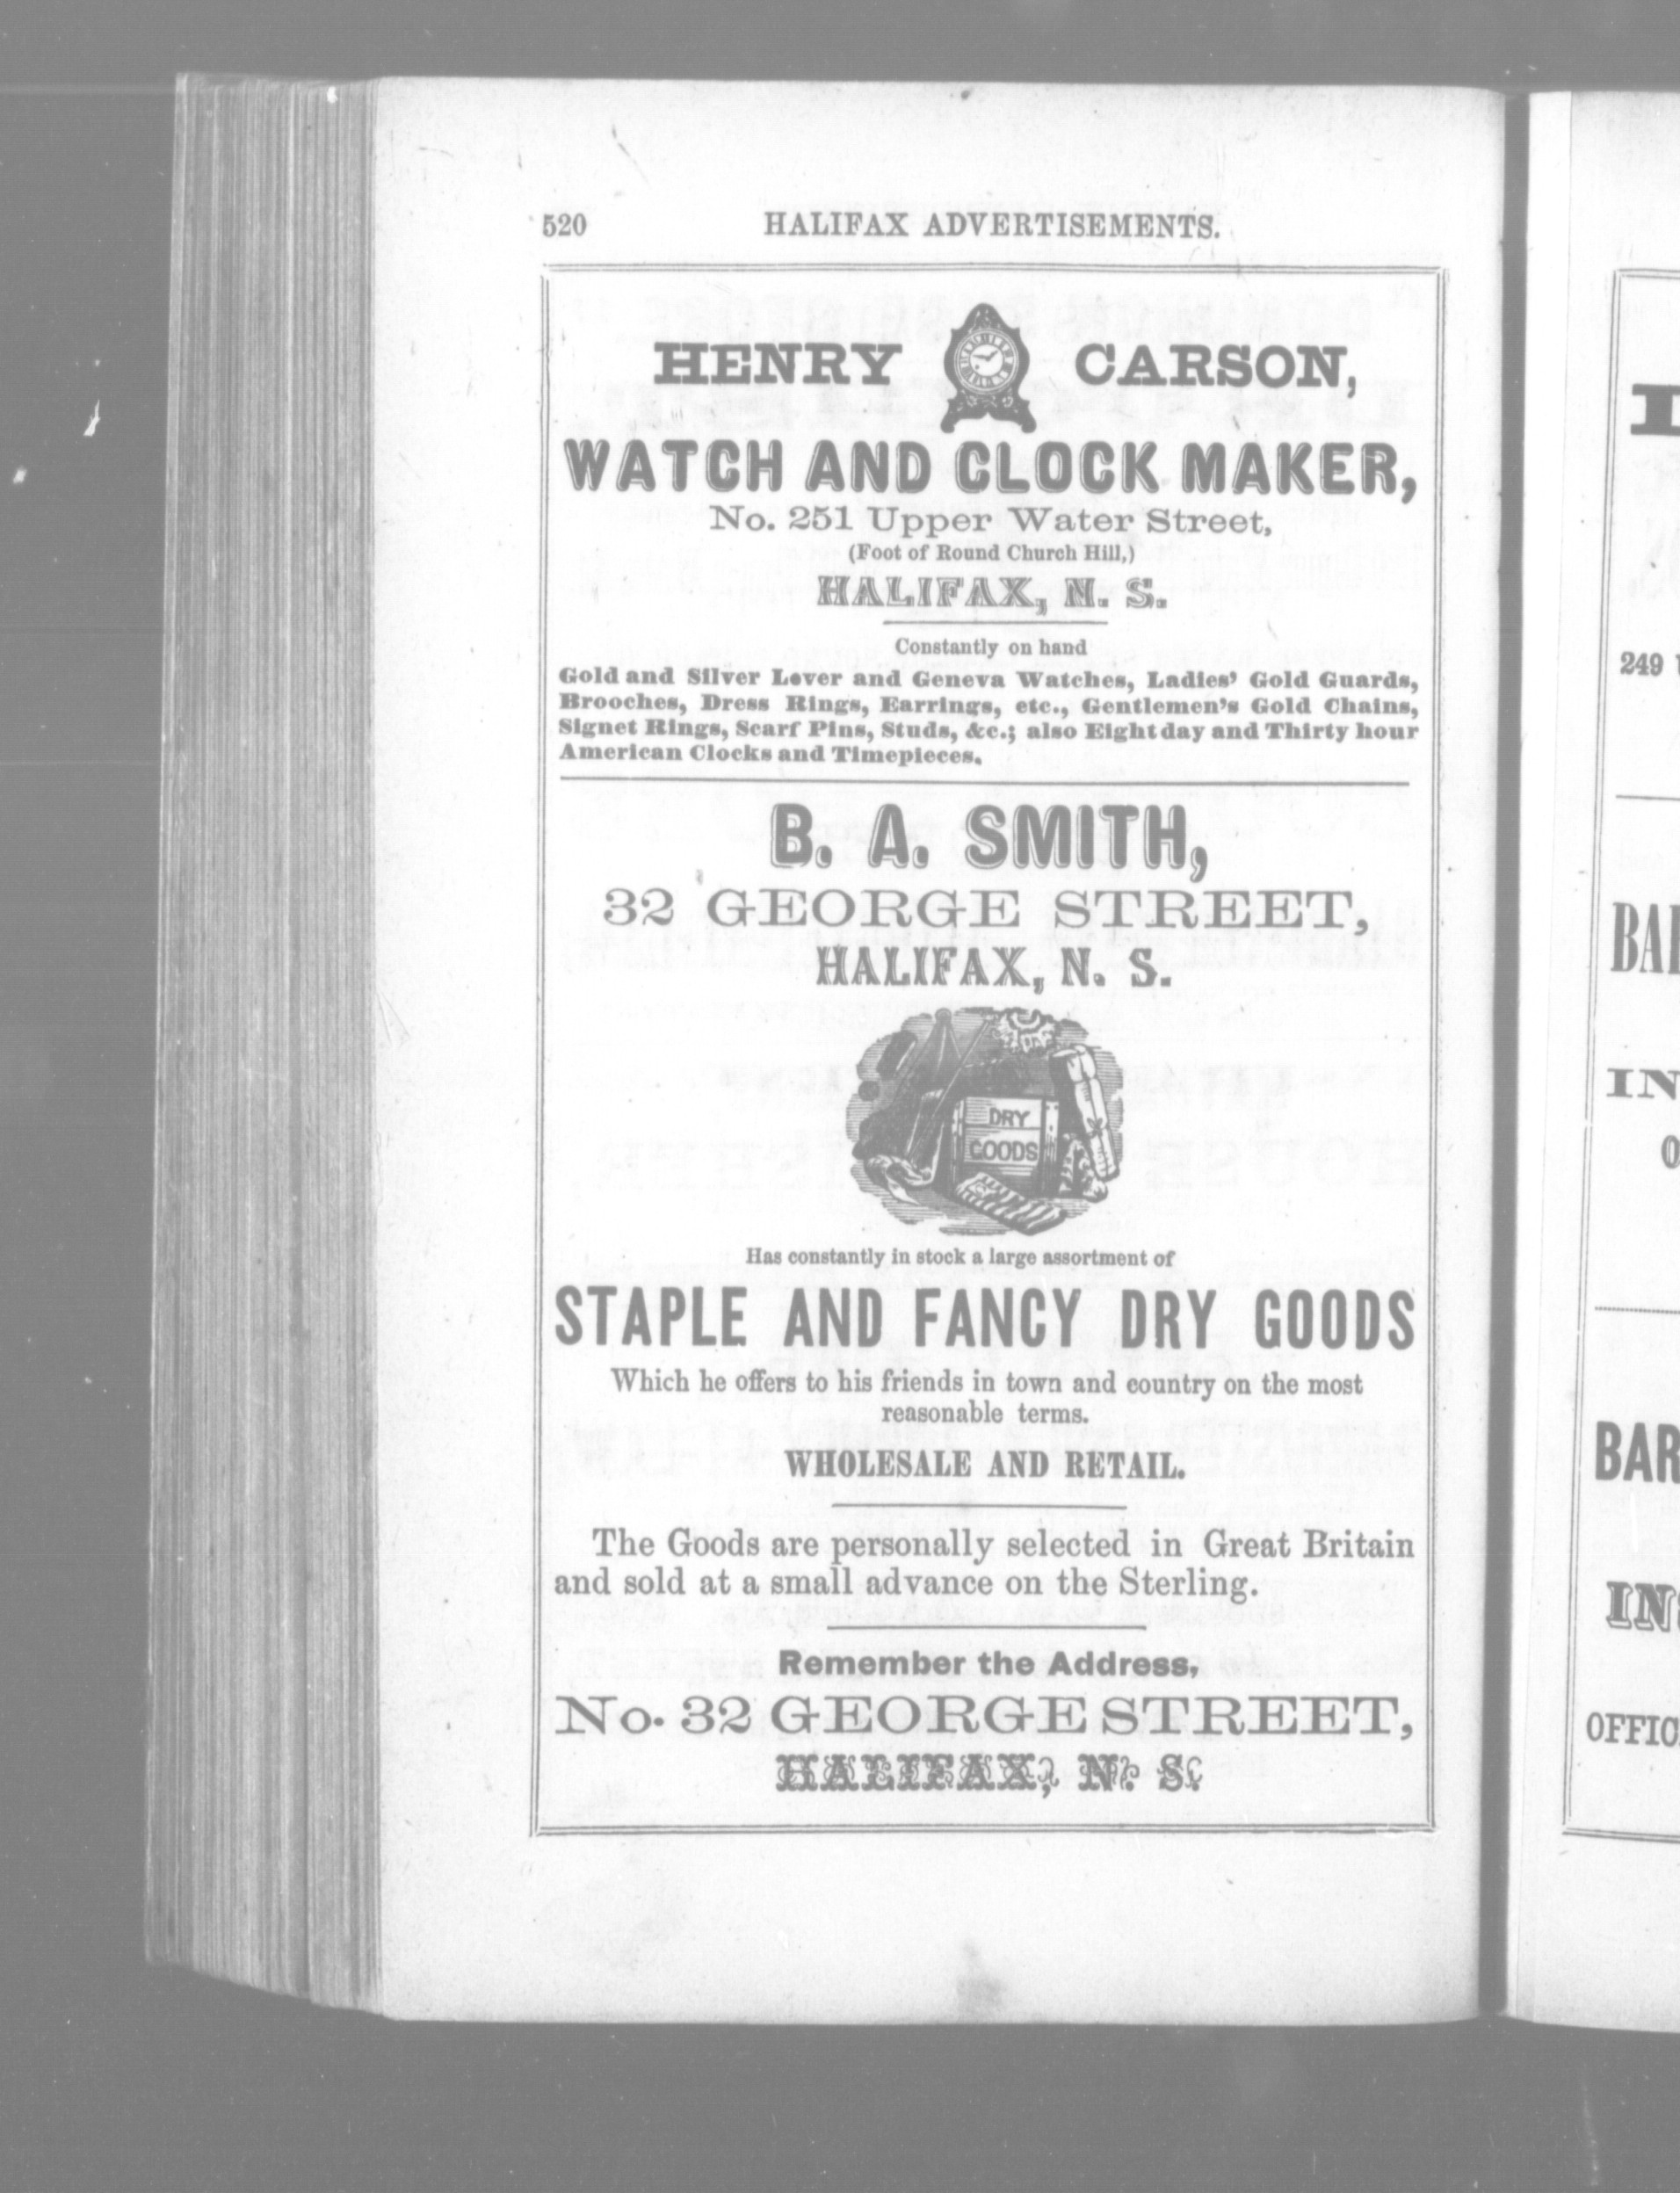 520 HALIFAX ADVERTISEMENTS.
HENRY CARSON,
WATCH AND CLOCK MAKER,
No. 251 Upper Water Street,
(Foot of Round Church Hill,)
HALIFAX, N. S.
Constantly on hand
Gold and Silver Lever and Geneva Watches, Ladies' Gold Guards,
Brooches, Dress Rings, Earrings, etc., Gentlemen's Gold Chains,
Signet Rings, Scarf Pins, Studs, &c.; also Eight day and Thirty hour
American Clocks and Timepieces.
B. A. SMITH,
32 GEORGE STREET,
HALIFAX, N. S.
DRY
GOODS
Has constantly in stock a large assortment of
STAPLE AND FANCY DRY GOODS
Which he offers to his friends in town and country on the most
reasonable terms.
WHOLESALE AND RETAIL.
The Goods are personally selected in Great Britain
and sold at a small advance on the Sterling.
Remember the Address,
No. 32 GEORGE STREET,
HALIFAX, N. S.
249